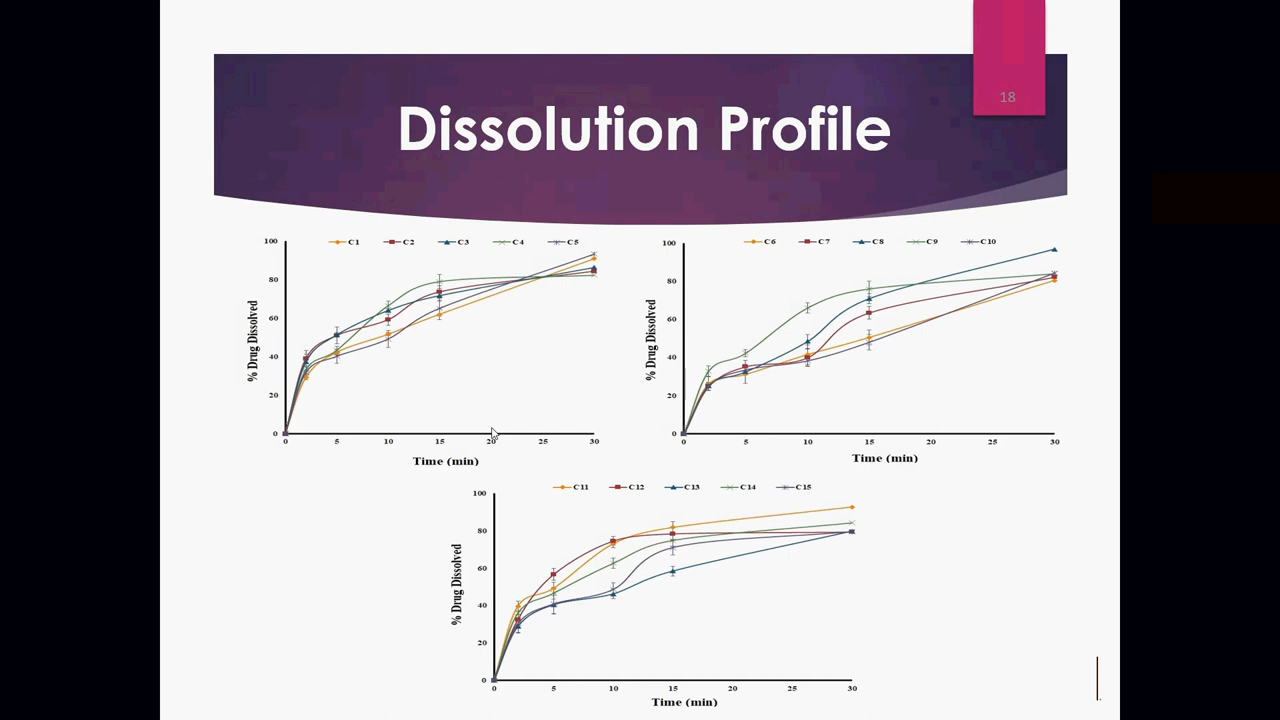 18
Dissolution Profile
C1 C2 C3 C4 C5
100
80
60
40
20
0
% Drug Dissolved
0 5 10 15 20 25 30
Time (min)
C6 C7 C8 C9 C10
100
80
60
40
20
0
% Drug Dissolved
0 5 10 15 20 25 30
Time (min)
C11 C12 C13 C14 C15
100
80
60
40
20
0
% Drug Dissolved
0 5 10 15 20 25 30
Time (min)